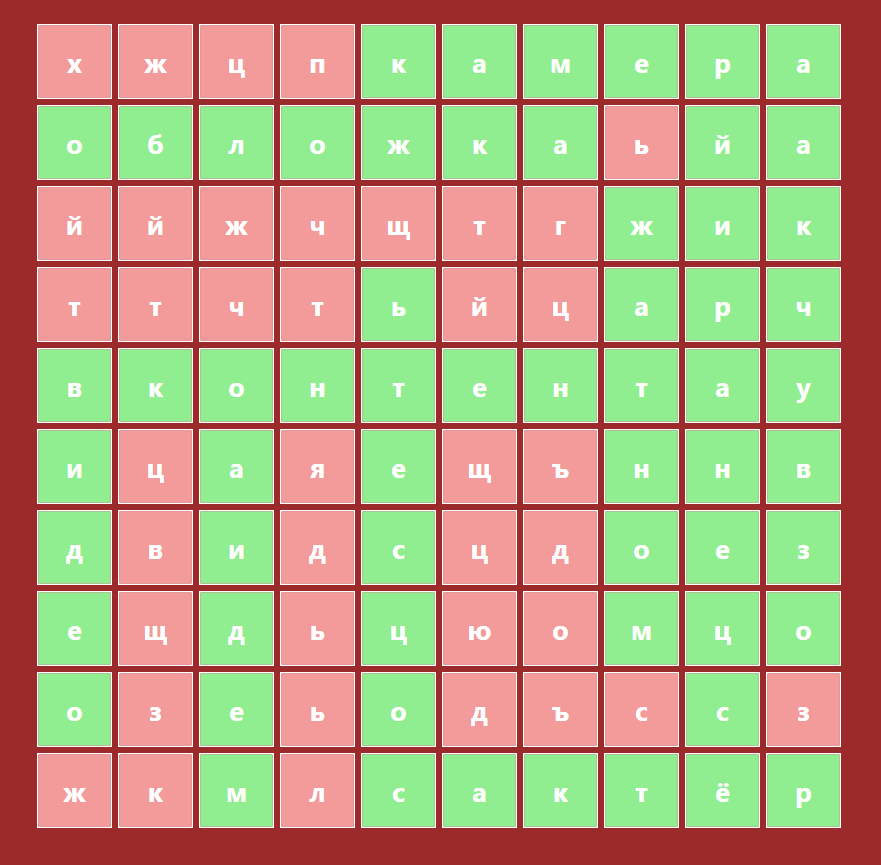 х ж ц п к а м е р а
о б л о ж к а ь й а
й й ж ч щ т г ж и к
т т ч т ь й ц а р ч
в к о н т е н т а у
и ц а я е щ ъ н н в
д в и д с ц д о е з
е щ д ь ц ю о м ц о
о з е ь о д ъ с с з
ж к м л с а к т ё р